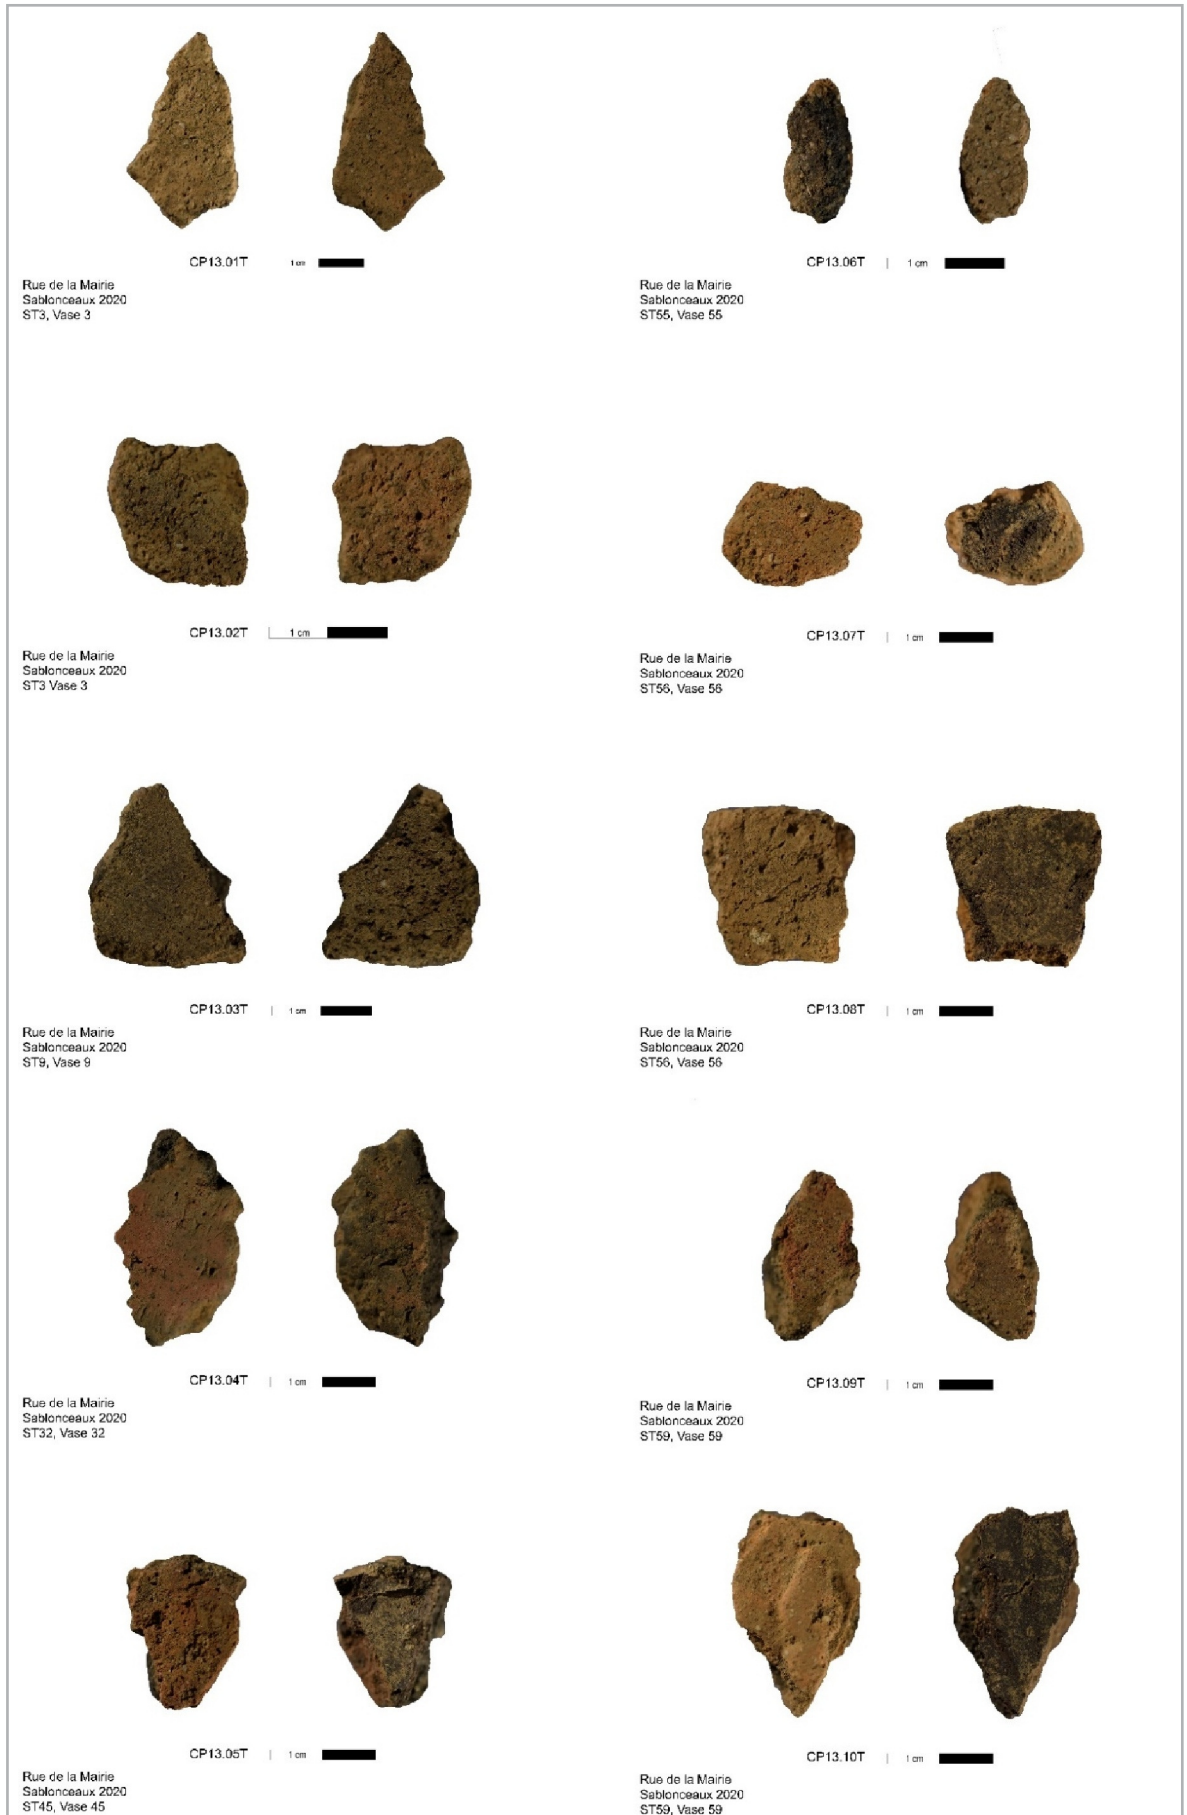 CP13.01T 1 cm
Rue de la Mairie
Sablonceaux 2020
ST3, Vase 3
CP13.06T 1 cm
Rue de la Mairie
Sablonceaux 2020
ST55, Vase 55
CP13.02T 1 cm
Rue de la Mairie
Sablonceaux 2020
ST3 Vase 3
CP13.07T 1 cm
Rue de la Mairie
Sablonceaux 2020
ST56, Vase 56
CP13.03T 1 cm
Rue de la Mairie
Sablonceaux 2020
ST9, Vase 9
CP13.08T 1 cm
Rue de la Mairie
Sablonceaux 2020
ST56, Vase 56
CP13.04T 1 cm
Rue de la Mairie
Sablonceaux 2020
ST32, Vase 32
CP13.09T 1 cm
Rue de la Mairie
Sablonceaux 2020
ST59, Vase 59
CP13.05T 1 cm
Rue de la Mairie
Sablonceaux 2020
ST45, Vase 45
CP13.10T 1 cm
Rue de la Mairie
Sablonceaux 2020
ST59, Vase 59